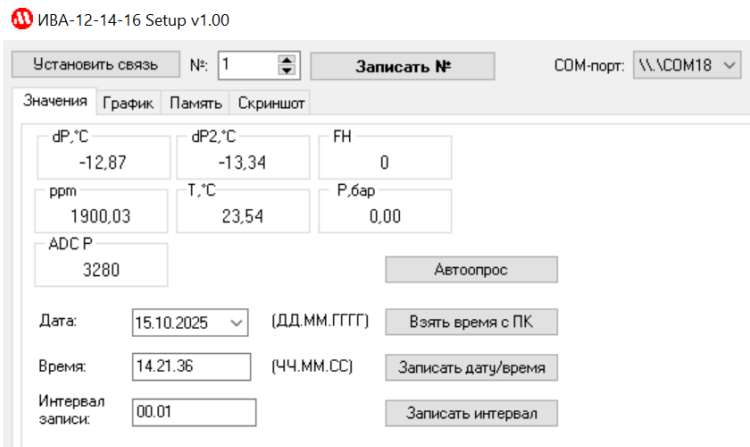 ИВА-12-14-16 Setup v1.00
Установить связь №: 1 Записать № COM-порт: \\.\COM18
Значения График Память Скриншот
dP,°C dP2,°C FH
-12,87 -13,34 0
ppm T,°C P,бар
1900,03 23,54 0,00
ADC P
3280
Автоопрос
Дата: 15.10.2025 (ДД.ММ.ГГГГ) Взять время с ПК
Время: 14.21.36 (ЧЧ.ММ.СС) Записать дату/время
Интервал
записи: 00.01 Записать интервал